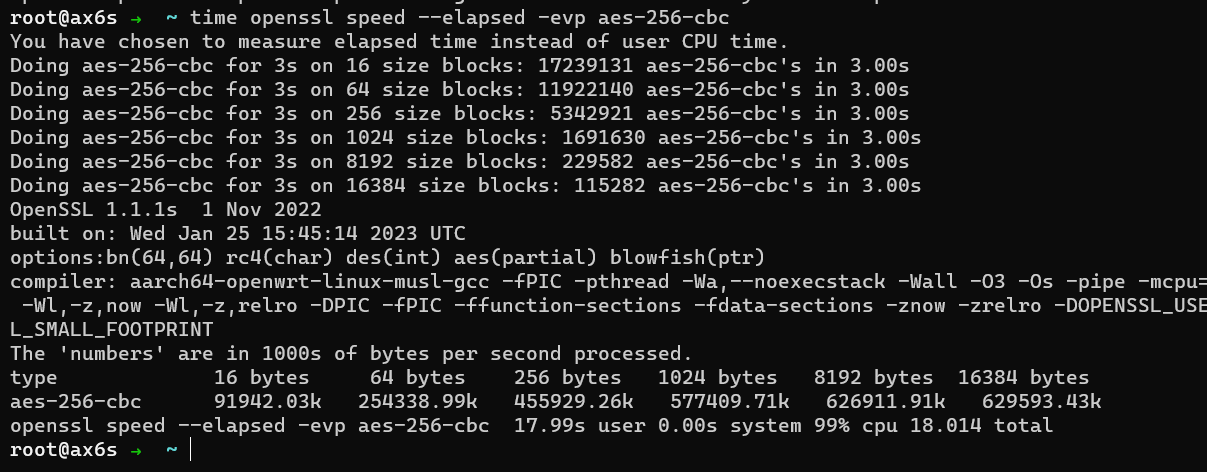 root@ax6s → ~ time openssl speed --elapsed -evp aes-256-cbc
You have chosen to measure elapsed time instead of user CPU time.
Doing aes-256-cbc for 3s on 16 size blocks: 17239131 aes-256-cbc's in 3.00s
Doing aes-256-cbc for 3s on 64 size blocks: 11922140 aes-256-cbc's in 3.00s
Doing aes-256-cbc for 3s on 256 size blocks: 5342921 aes-256-cbc's in 3.00s
Doing aes-256-cbc for 3s on 1024 size blocks: 1691630 aes-256-cbc's in 3.00s
Doing aes-256-cbc for 3s on 8192 size blocks: 229582 aes-256-cbc's in 3.00s
Doing aes-256-cbc for 3s on 16384 size blocks: 115282 aes-256-cbc's in 3.00s
OpenSSL 1.1.1s  1 Nov 2022
built on: Wed Jan 25 15:45:14 2023 UTC
options:bn(64,64) rc4(char) des(int) aes(partial) blowfish(ptr)
compiler: aarch64-openwrt-linux-musl-gcc -fPIC -pthread -Wa,--noexecstack -Wall -O3 -Os -pipe -mcpu=
-Wl,-z,now -Wl,-z,relro -DPIC -fPIC -ffunction-sections -fdata-sections -znow -zrelro -DOPENSSL_USE
L_SMALL_FOOTPRINT
The 'numbers' are in 1000s of bytes per second processed.
type             16 bytes     64 bytes    256 bytes   1024 bytes   8192 bytes  16384 bytes
aes-256-cbc      91942.03k   254338.99k   455929.26k   577409.71k   626911.91k   629593.43k
openssl speed --elapsed -evp aes-256-cbc  17.99s user 0.00s system 99% cpu 18.014 total
root@ax6s → ~